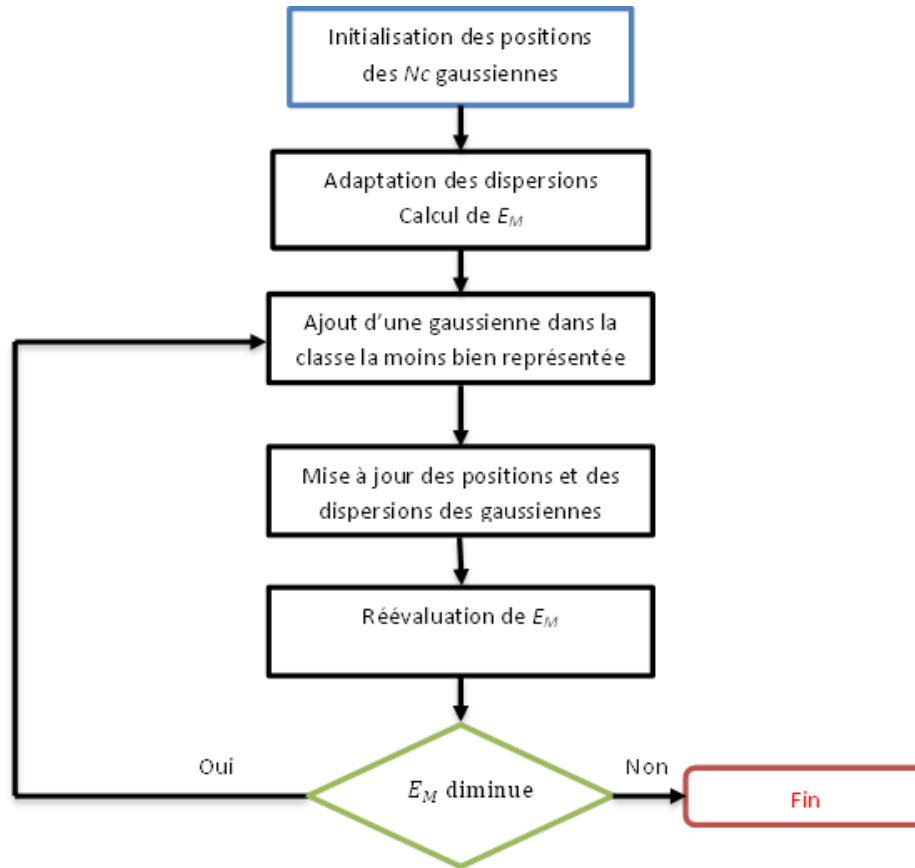 Initialisation des positions
des Nc gaussiennes
Adaptation des dispersions
Calcul de EM
Ajout d’une gaussienne dans la
classe la moins bien représentée
Mise à jour des positions et des
dispersions des gaussiennes
Réévaluation de EM
Oui
EM diminue
Non
Fin